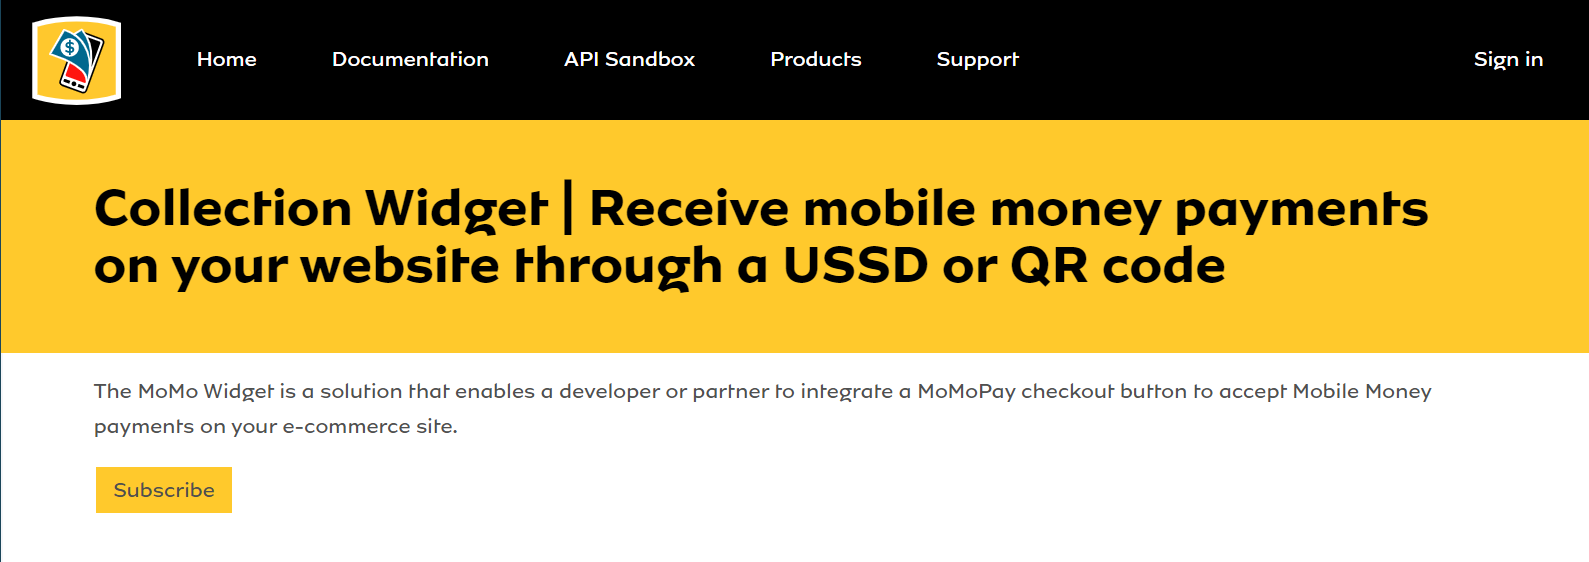 Home Documentation API Sandbox Products Support Sign in
Collection Widget | Receive mobile money payments
on your website through a USSD or QR code
The MoMo Widget is a solution that enables a developer or partner to integrate a MoMoPay checkout button to accept Mobile Money
payments on your e-commerce site.
Subscribe